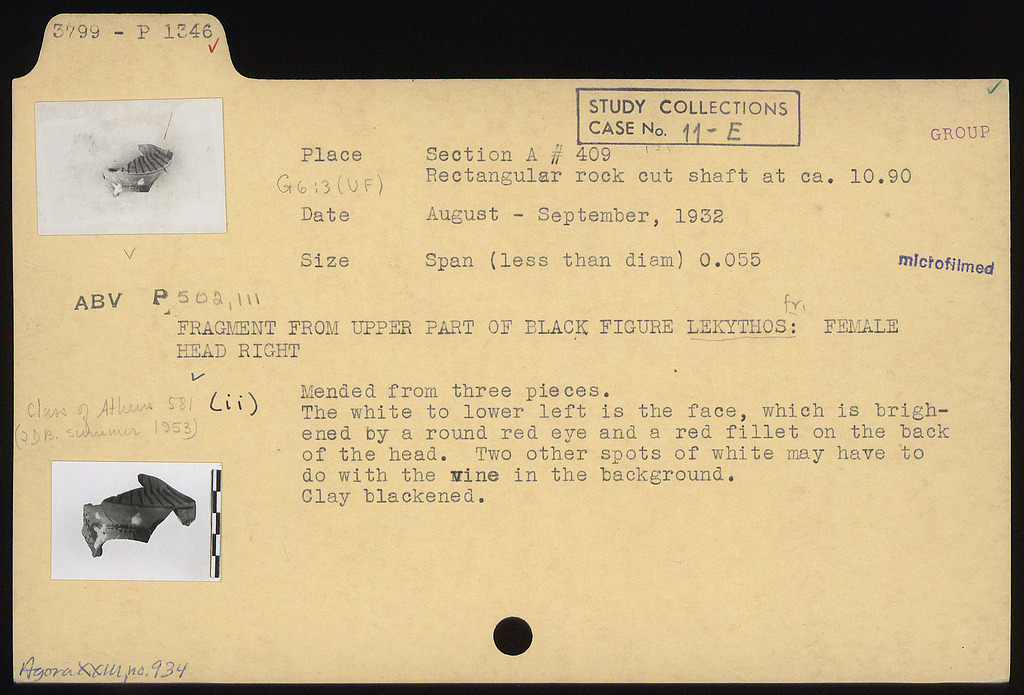 3799 - P 1346
STUDY COLLECTIONS
CASE No. 11-E
GROUP
Place Section A # 409
G 6:3 (UF) Rectangular rock cut shaft at ca. 10.90
Date August - September, 1932
Size Span (less than diam) 0.055
microfilmed
ABV P. 502, 111
fr.
FRAGMENT FROM UPPER PART OF BLACK FIGURE LEKYTHOS: FEMALE
HEAD RIGHT
Class of Athens 581 (ii)
(JDB. summer 1953)
Mended from three pieces.
The white to lower left is the face, which is brigh-
ened by a round red eye and a red fillet on the back
of the head. Two other spots of white may have to
do with the vine in the background.
Clay blackened.
Agora XXIII, no. 934